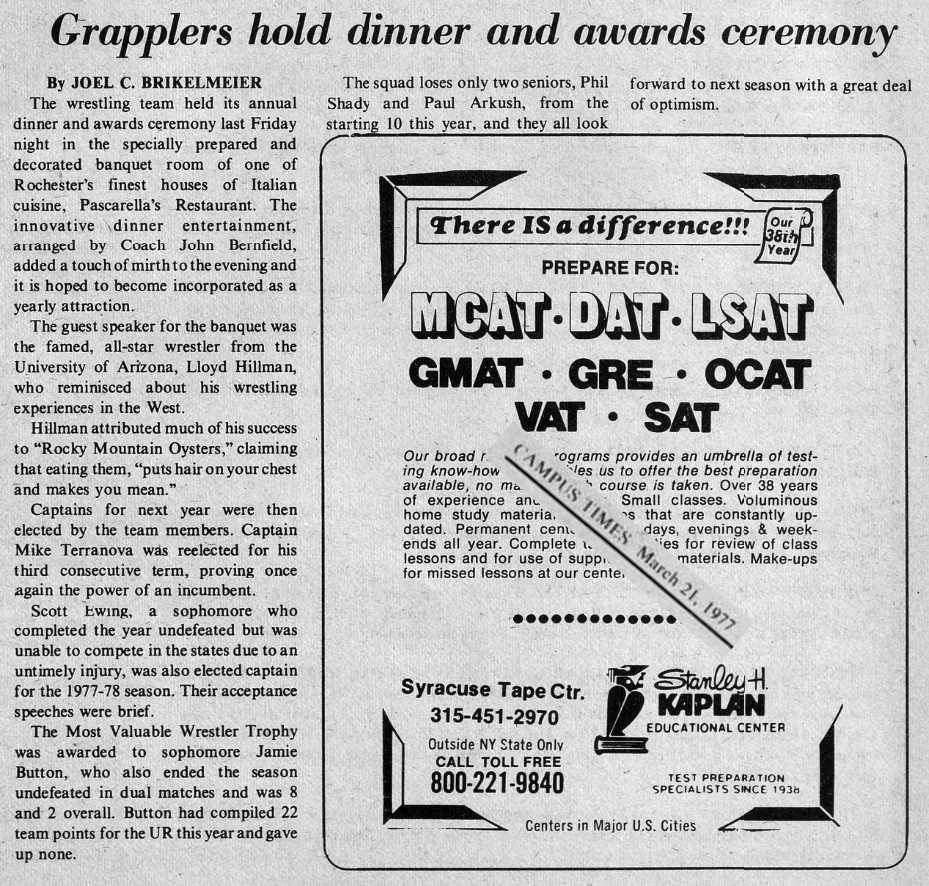 Grapplers hold dinner and awards ceremony
By JOEL C. BRIKELMEIER
The wrestling team held its annual
dinner and awards ceremony last Friday
night in the specially prepared and
decorated banquet room of one of
Rochester's finest houses of Italian
cuisine, Pascarella's Restaurant. The
innovative dinner entertainment,
arranged by Coach John Bernfield,
added a touch of mirth to the evening and
it is hoped to become incorporated as a
yearly attraction.
The guest speaker for the banquet was
the famed, all-star wrestler from the
University of Arizona, Lloyd Hillman,
who reminisced about his wrestling
experiences in the West.
Hillman attributed much of his success
to "Rocky Mountain Oysters," claiming
that eating them, "puts hair on your chest
and makes you mean."
Captains for next year were then
elected by the team members. Captain
Mike Terranova was reelected for his
third consecutive term, proving once
again the power of an incumbent.
Scott Ewing, a sophomore who
completed the year undefeated but was
unable to compete in the states due to an
untimely injury, was also elected captain
for the 1977-78 season. Their acceptance
speeches were brief.
The Most Valuable Wrestler Trophy
was awarded to sophomore Jamie
Button, who also ended the season
undefeated in dual matches and was 8
and 2 overall. Button had compiled 22
team points for the UR this year and gave
up none.
The squad loses only two seniors, Phil
Shady and Paul Arkush, from the
starting 10 this year, and they all look
forward to next season with a great deal
of optimism.
There IS a difference!!!
Our
38th
Year
PREPARE FOR:
MCAT • DAT • LSAT
GMAT • GRE • OCAT
VAT • SAT
Our broad programs provides an umbrella of test-
ing know-how us to offer the best preparation
available, no course is taken. Over 38 years
of experience Small classes. Voluminous
home study that are constantly up-
dated. Permanent days, evenings & week-
ends all year. Complete for review of class
lessons and for use of materials. Make-ups
for missed lessons at our
CAMPUS TIMES March 21, 1977
Syracuse Tape Ctr.
315-451-2970
Outside NY State Only
CALL TOLL FREE
800-221-9840
Stanley H.
KAPLAN
EDUCATIONAL CENTER
TEST PREPARATION
SPECIALISTS SINCE 1938
Centers in Major U.S. Cities